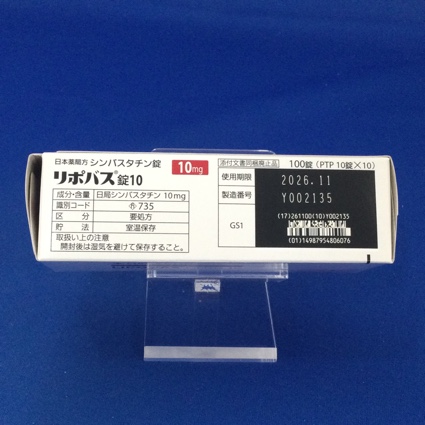 日本薬局方 シンバスタチン錠
リポバス®錠10
10mg
成分・含量 日局シンバスタチン 10mg
識別コード 735
区 分 要処方
貯 法 室温保存
取扱い上の注意
開封後は湿気を避けて保存すること。
添付文書同梱廃止品
100錠 (PTP 10錠×10)
使用期限 2026.11
製造番号 Y002135
GS1
(17)261100(10)Y002135
(01)14987954806076